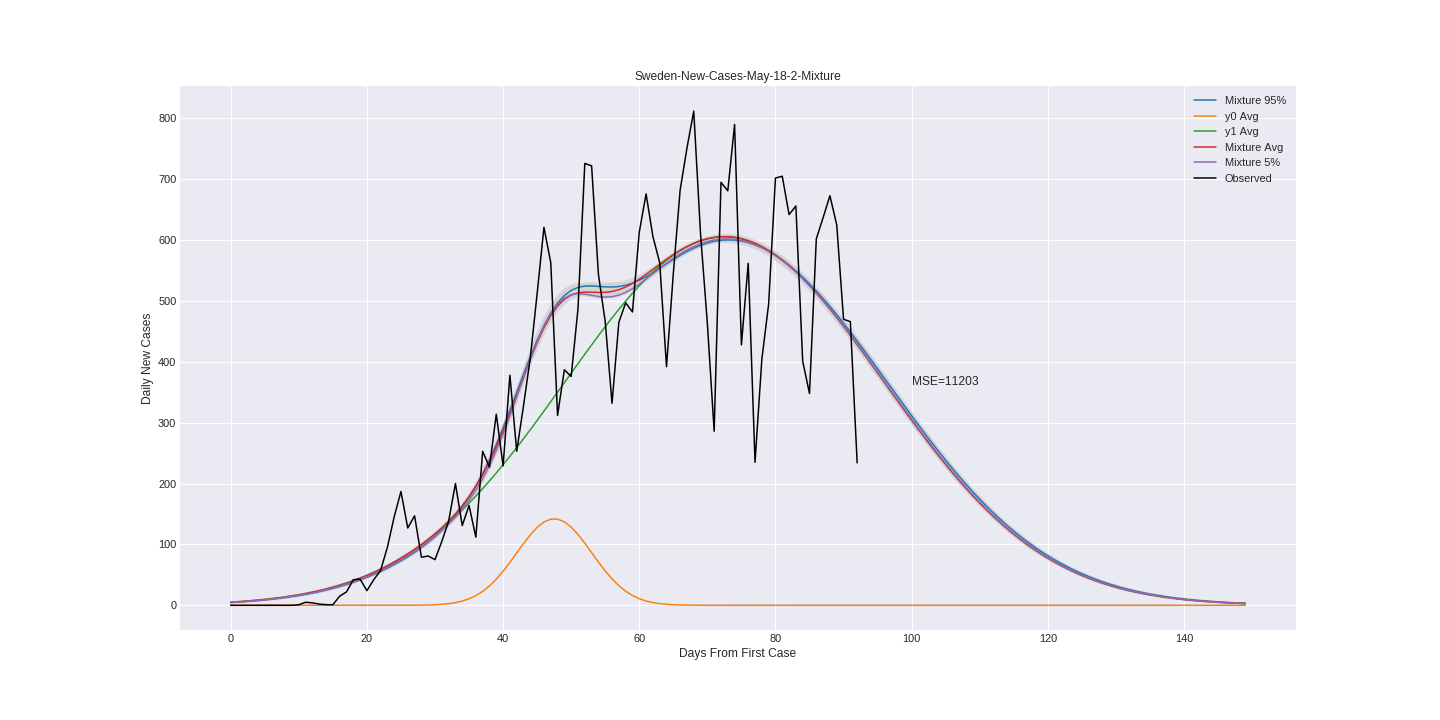 Sweden-New-Cases-May-18-2-Mixture
Mixture 95%
y0 Avg
y1 Avg
Mixture Avg
Mixture 5%
Observed
800
700
600
500
400
300
200
100
0
Daily New Cases
MSE=11203
0 20 40 60 80 100 120 140
Days From First Case